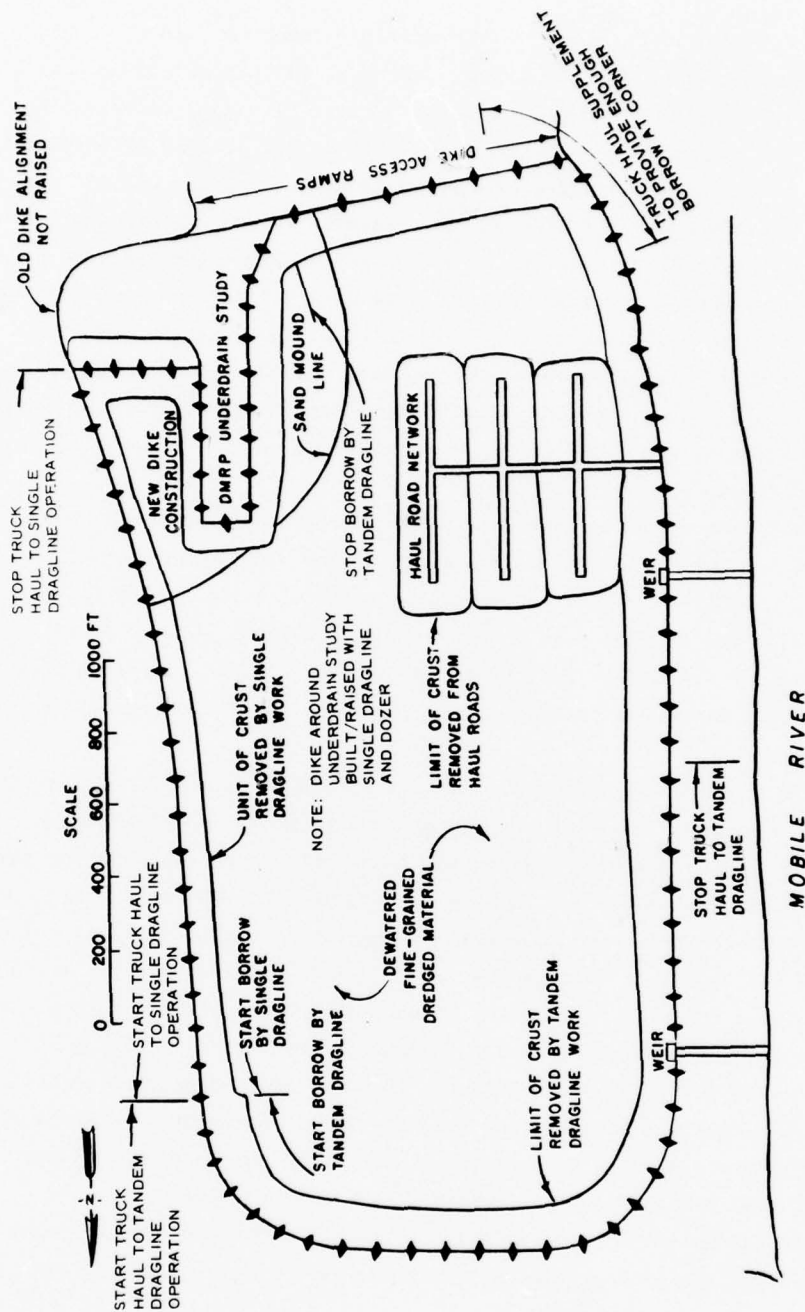 N
START TRUCK
HAUL TO TANDEM
DRAGLINE
OPERATION
START TRUCK HAUL
TO SINGLE DRAGLINE
OPERATION
SCALE
0 200 400 600 800 1000 FT
STOP TRUCK
HAUL TO SINGLE
DRAGLINE OPERATION
OLD DIKE ALIGNMENT
NOT RAISED
START BORROW
BY SINGLE
DRAGLINE
START BORROW BY
TANDEM DRAGLINE
UNIT OF CRUST
REMOVED BY SINGLE
DRAGLINE WORK
NEW DIKE
CONSTRUCTION
DMRP UNDERDRAIN STUDY
SAND MOUND
LINE
DIKE ACCESS RAMPS
NOTE: DIKE AROUND
UNDERDRAIN STUDY
BUILT/RAISED WITH
SINGLE DRAGLINE
AND DOZER
STOP BORROW BY
TANDEM DRAGLINE
DEWATERED
FINE-GRAINED
DREDGED MATERIAL
LIMIT OF CRUST
REMOVED FROM
HAUL ROADS
HAUL ROAD NETWORK
TRUCK HAUL SUPPLEMENT
TO PROVIDE ENOUGH
BORROW AT CORNER
LIMIT OF CRUST
REMOVED BY TANDEM
DRAGLINE WORK
WEIR
WEIR
STOP TRUCK
HAUL TO TANDEM
DRAGLINE
MOBILE RIVER